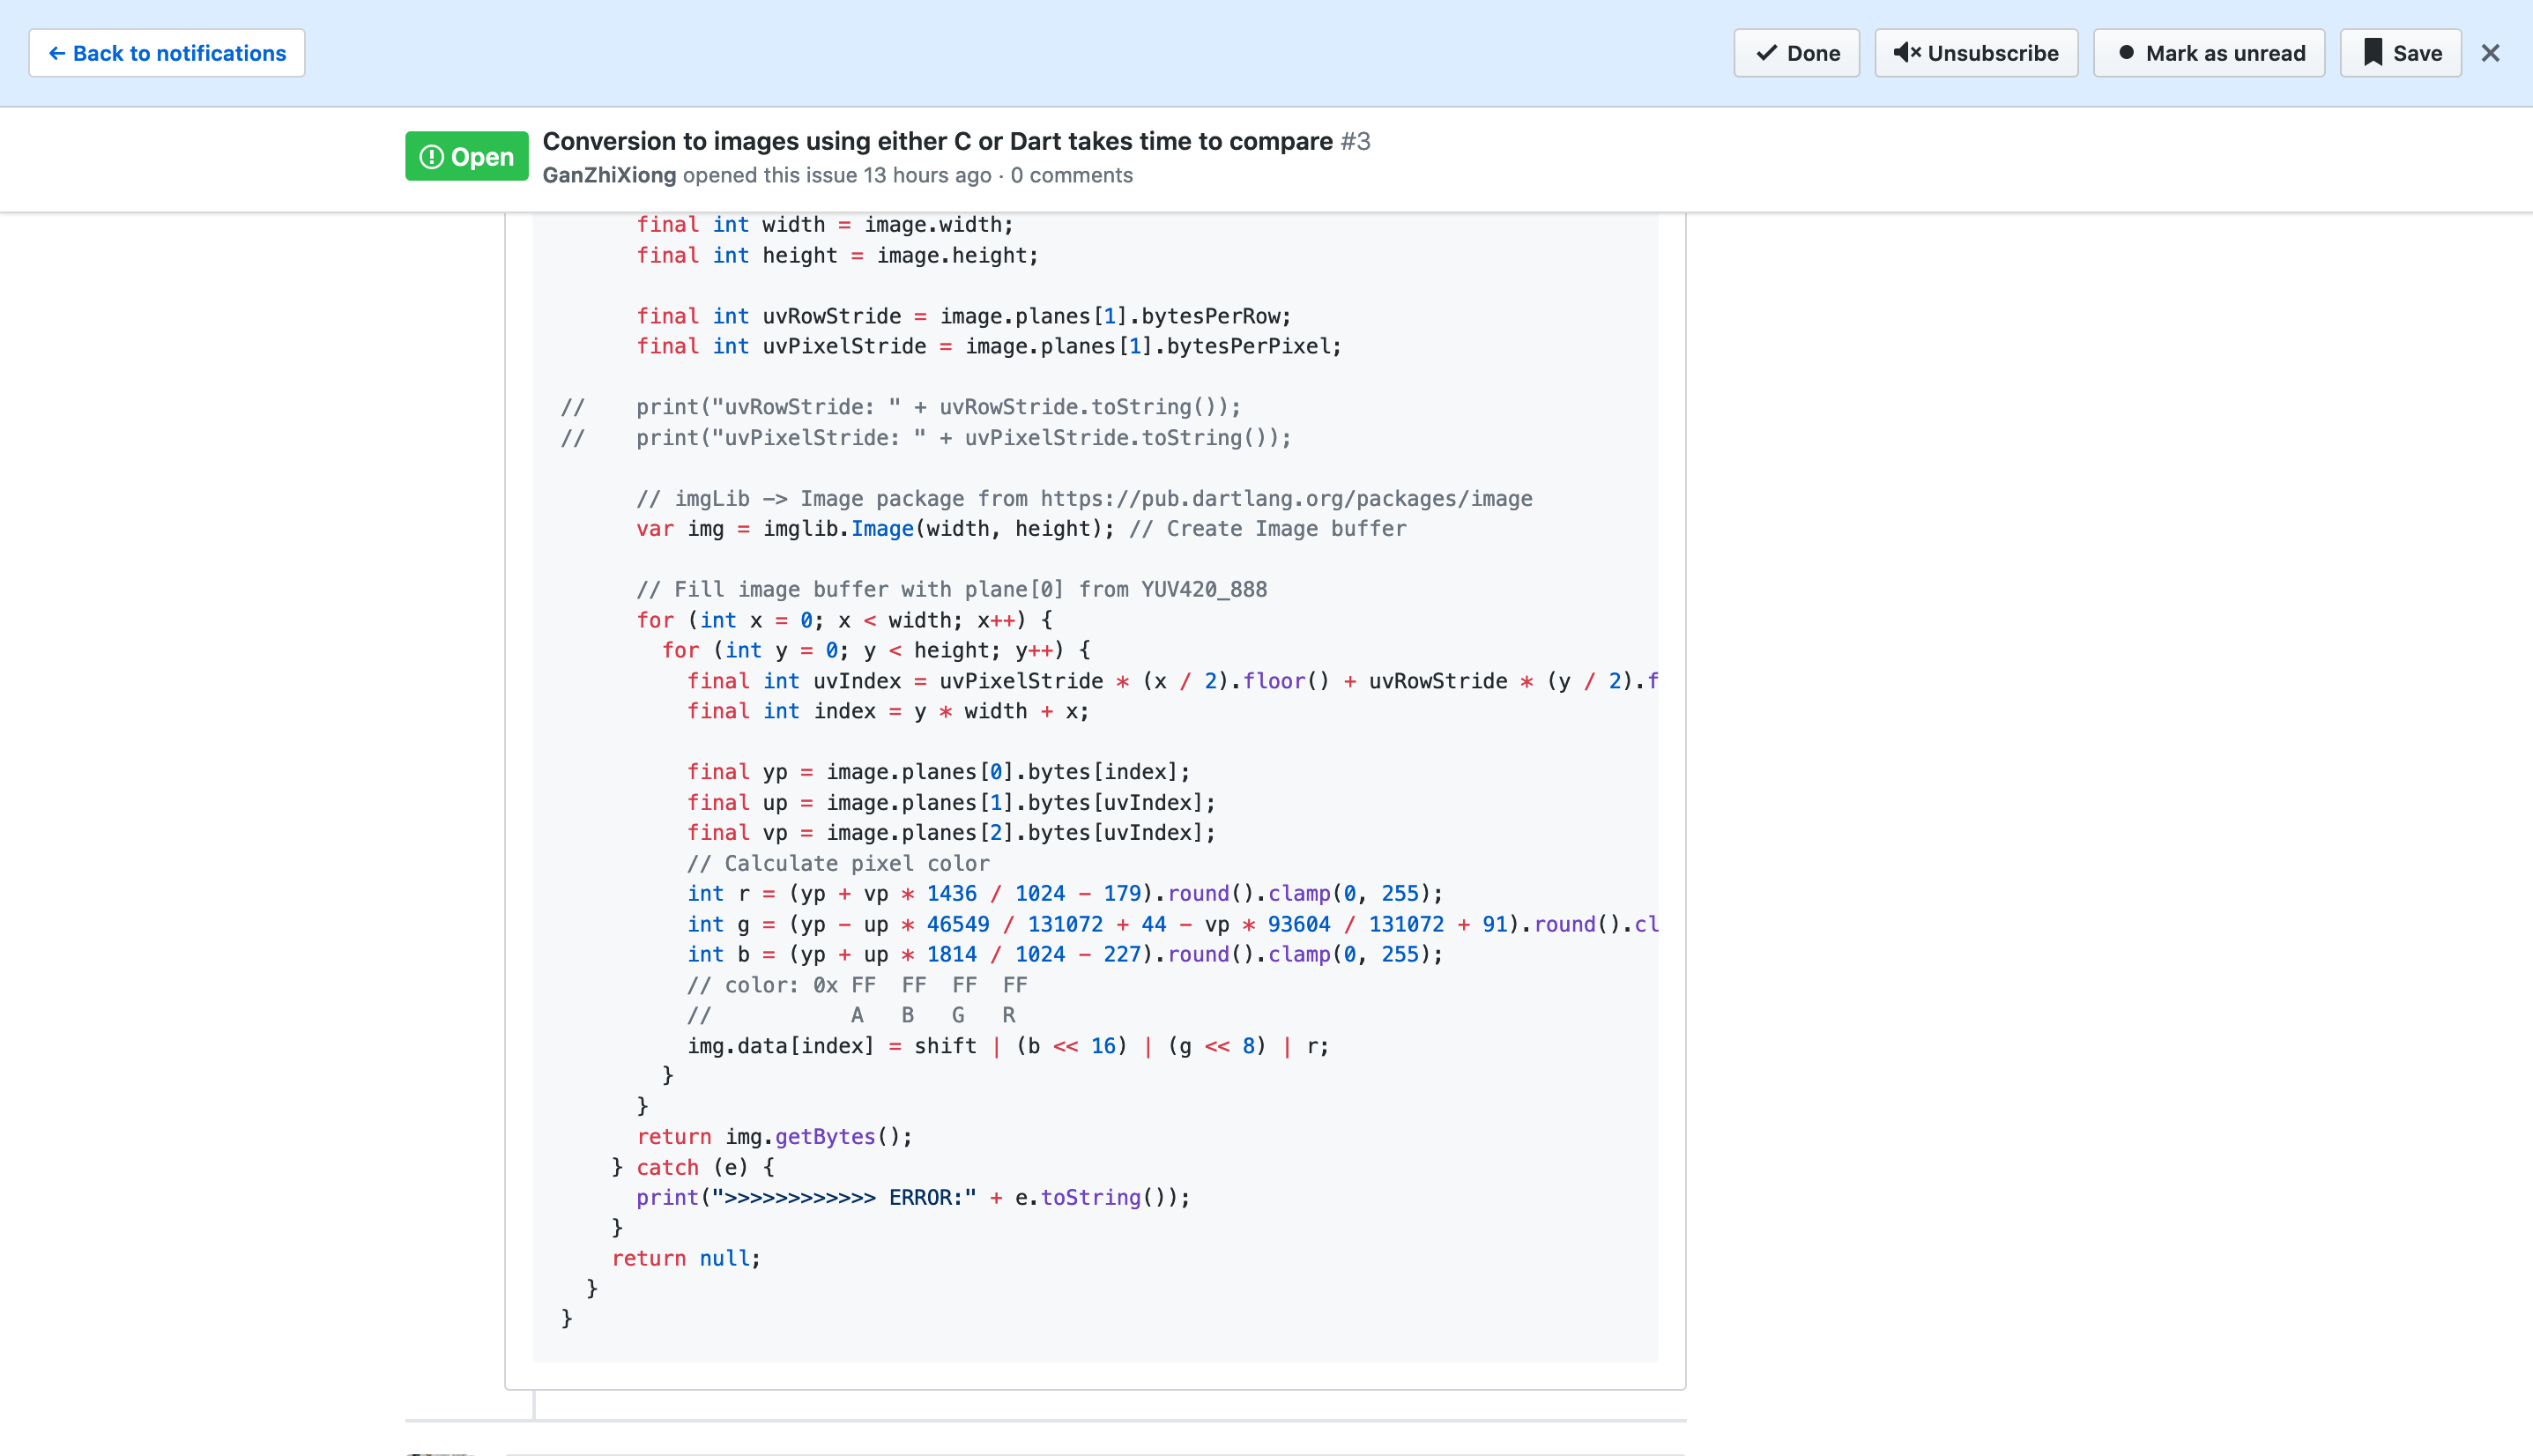 ← Back to notifications
Done
Unsubscribe
Mark as unread
Save
Open
Conversion to images using either C or Dart takes time to compare #3
GanZhiXiong opened this issue 13 hours ago · 0 comments
final int width = image.width;
final int height = image.height;
final int uvRowStride = image.planes[1].bytesPerRow;
final int uvPixelStride = image.planes[1].bytesPerPixel;
//    print("uvRowStride: " + uvRowStride.toString());
//    print("uvPixelStride: " + uvPixelStride.toString());
// imgLib -> Image package from https://pub.dartlang.org/packages/image
var img = imglib.Image(width, height); // Create Image buffer
// Fill image buffer with plane[0] from YUV420_888
for (int x = 0; x < width; x++) {
for (int y = 0; y < height; y++) {
final int uvIndex = uvPixelStride * (x / 2).floor() + uvRowStride * (y / 2).f
final int index = y * width + x;
final yp = image.planes[0].bytes[index];
final up = image.planes[1].bytes[uvIndex];
final vp = image.planes[2].bytes[uvIndex];
// Calculate pixel color
int r = (yp + vp * 1436 / 1024 - 179).round().clamp(0, 255);
int g = (yp - up * 46549 / 131072 + 44 - vp * 93604 / 131072 + 91).round().cl
int b = (yp + up * 1814 / 1024 - 227).round().clamp(0, 255);
// color: 0x FF  FF  FF  FF
//           A   B   G   R
img.data[index] = shift | (b << 16) | (g << 8) | r;
}
}
return img.getBytes();
} catch (e) {
print(">>>>>>>>>>>> ERROR:" + e.toString());
}
return null;
}
}